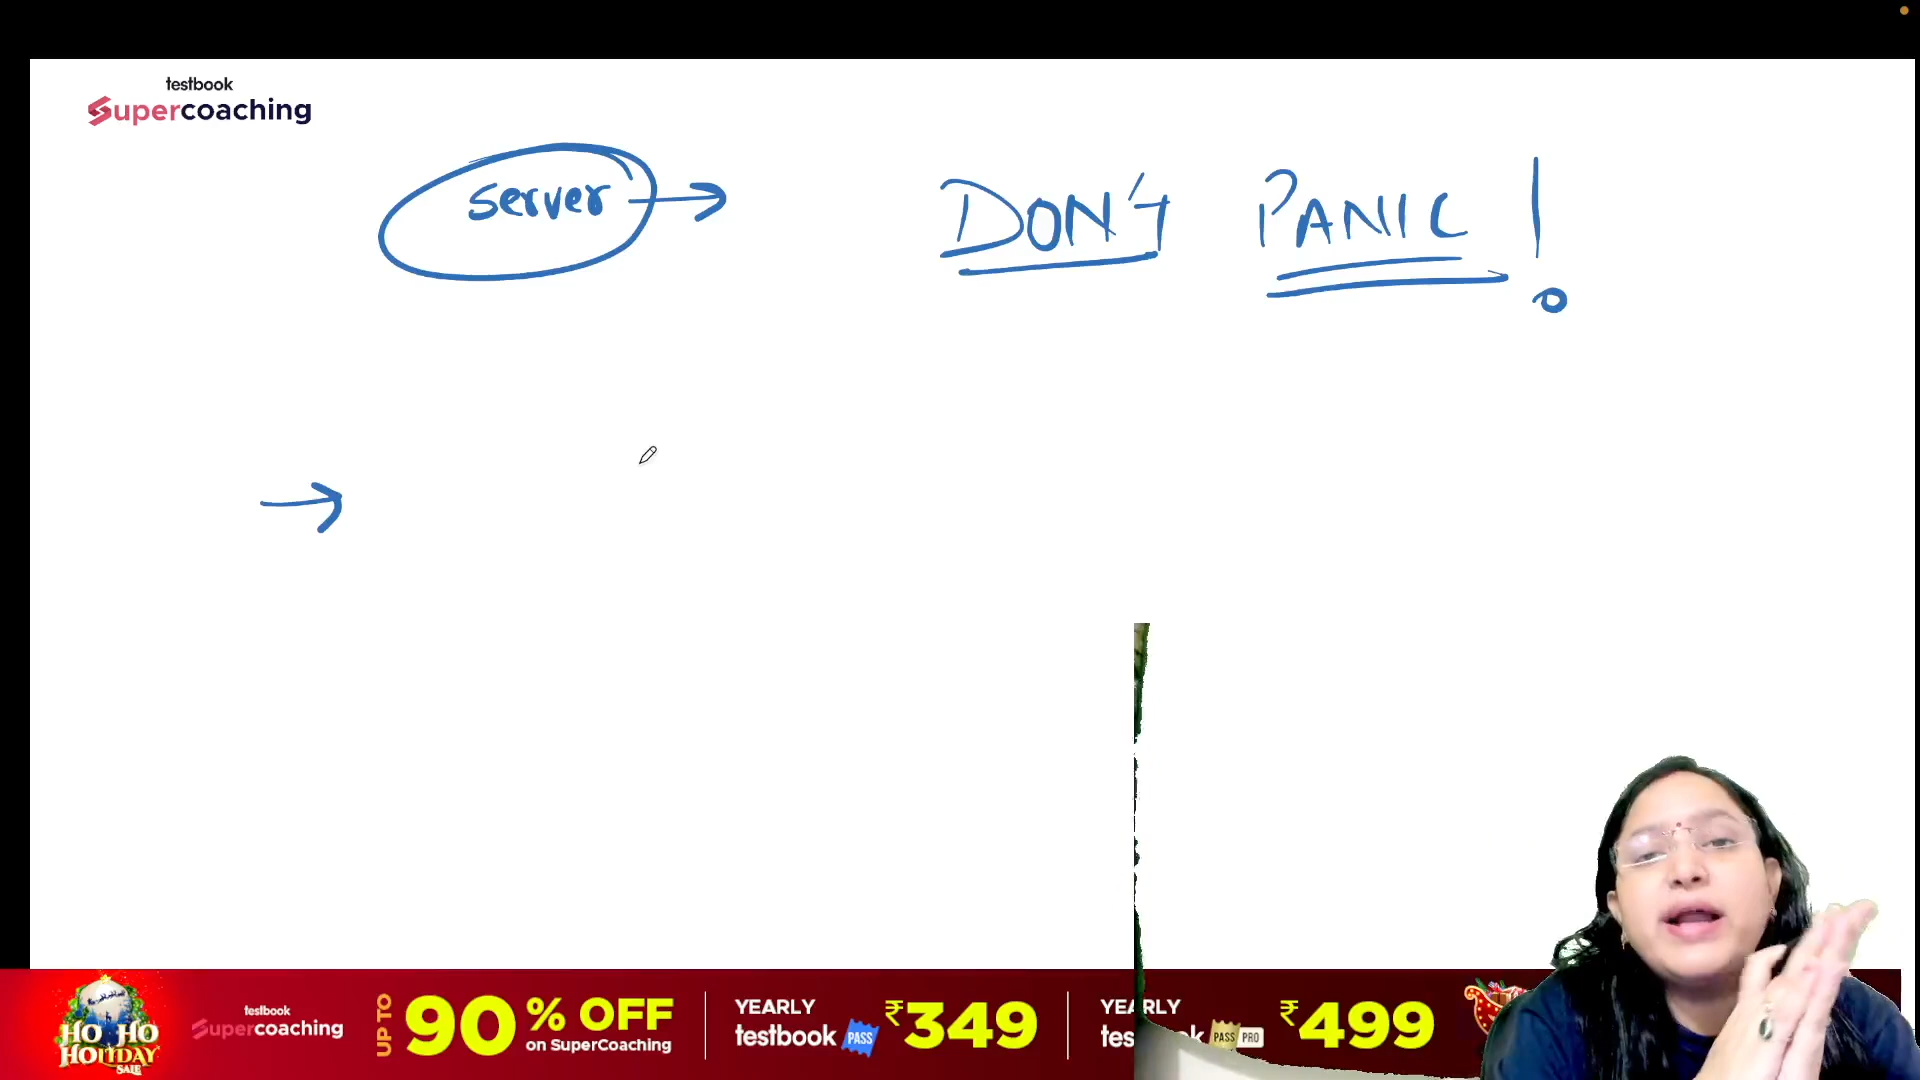 testbook
Supercoaching
server
DON'T PANIC!
HO HO
HOLIDAY
SALE
testbook
Supercoaching
UP TO
90% OFF
on SuperCoaching
YEARLY
testbook PASS
₹349
YEARLY
PASS PRO
₹499